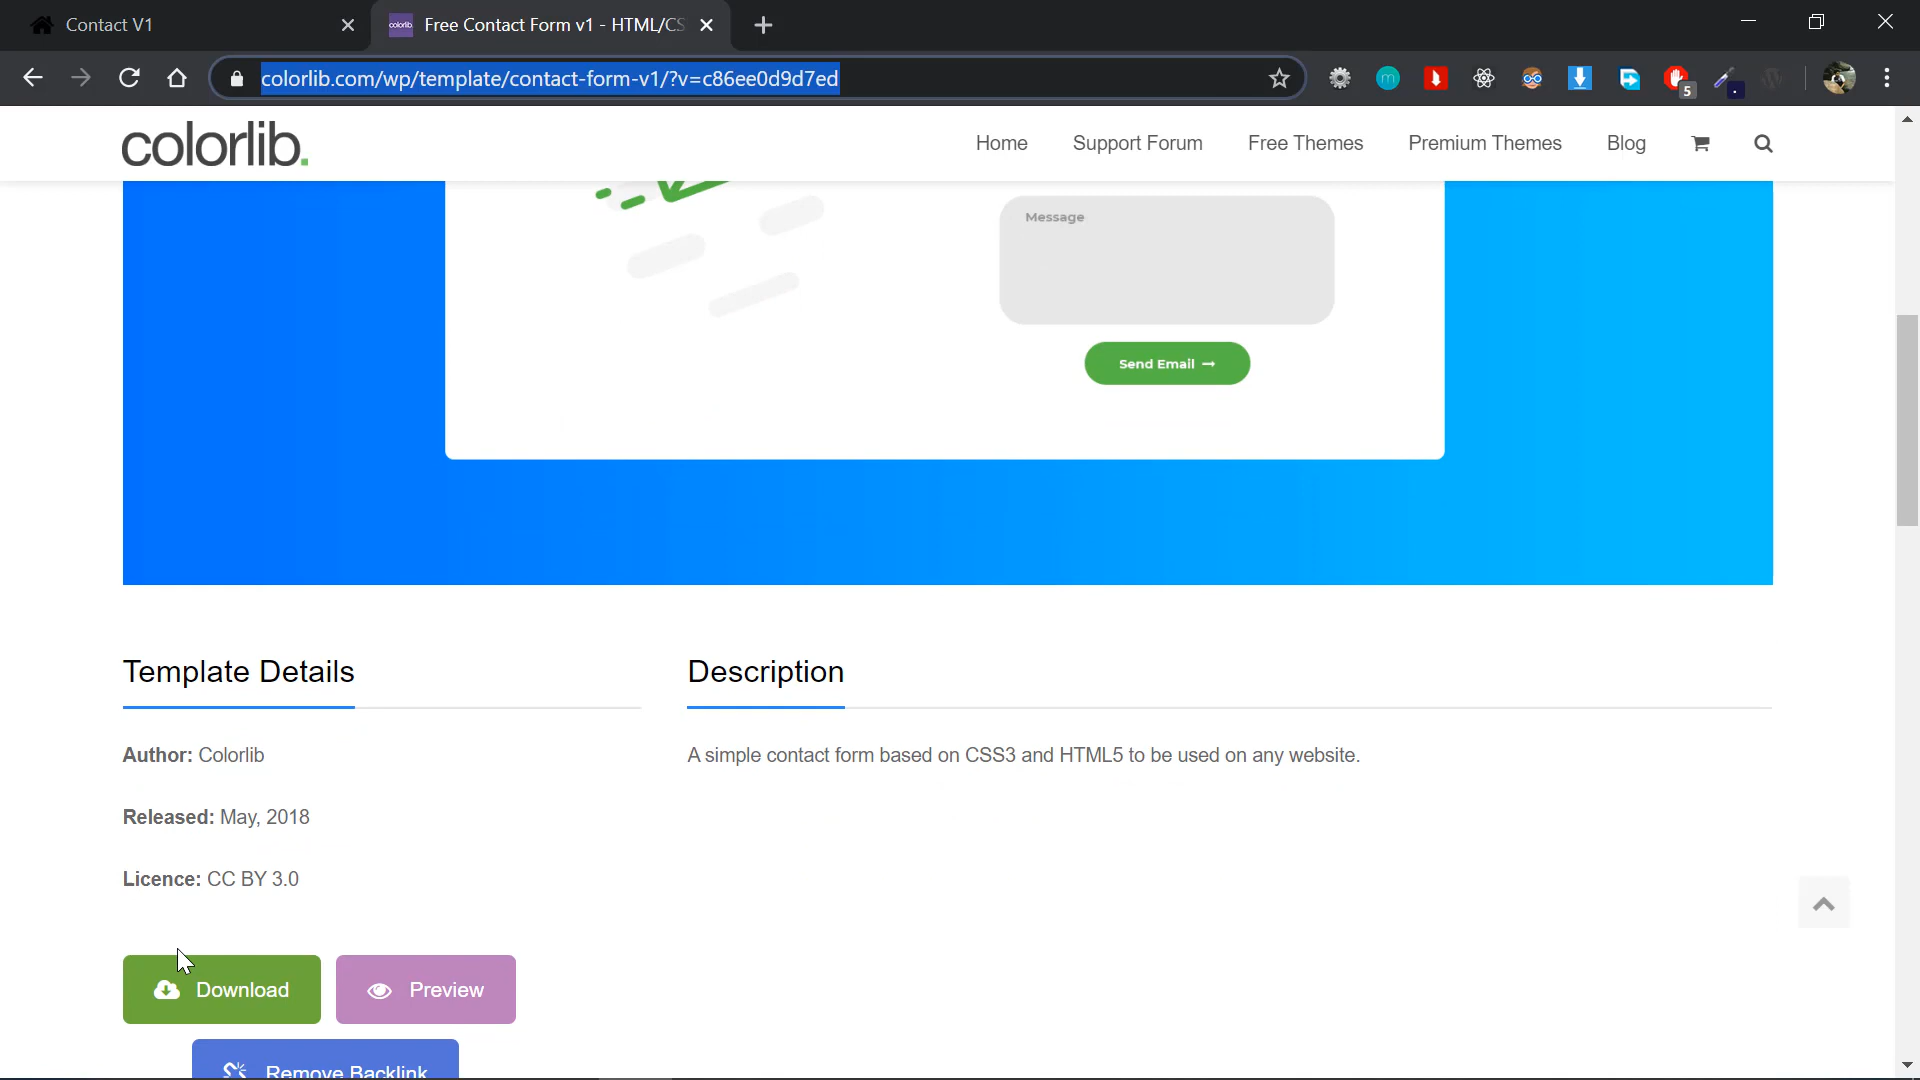 Contact V1
Free Contact Form v1 - HTML/CS
colorlib.com/wp/template/contact-form-v1/?v=c86ee0d9d7ed
5
colorlib.
Home
Support Forum
Free Themes
Premium Themes
Blog
Message
Send Email
Template Details
Description
Author: Colorlib
A simple contact form based on CSS3 and HTML5 to be used on any website.
Released: May, 2018
Licence: CC BY 3.0
Download
Preview
Remove Backlink